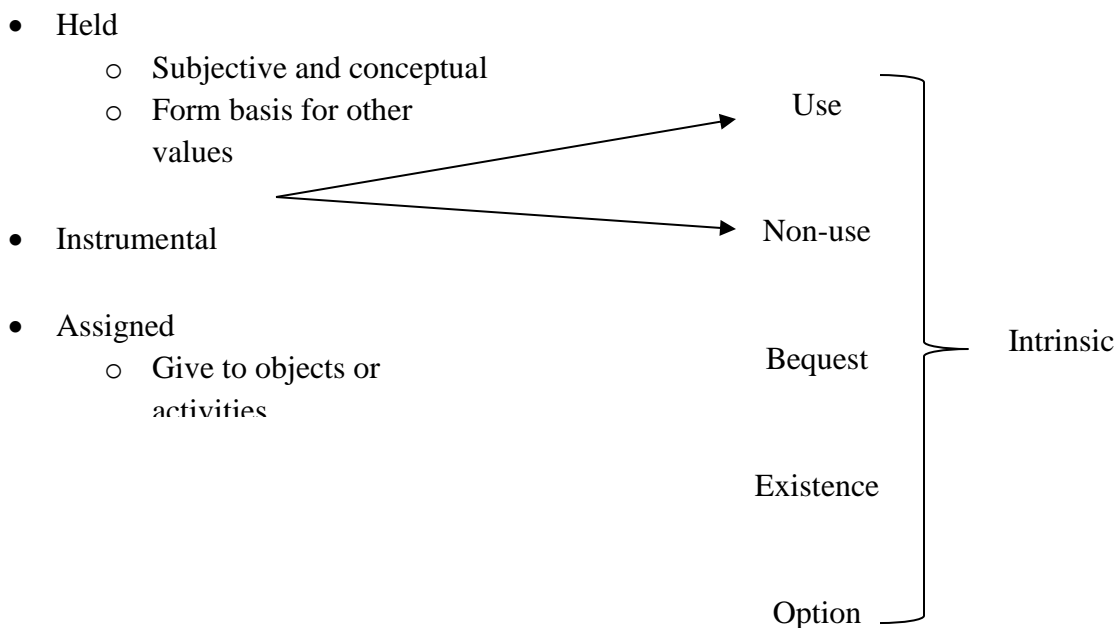 • Held
o Subjective and conceptual
o Form basis for other
values
• Instrumental
• Assigned
o Give to objects or
activities
Use
Non-use
Bequest
Existence
Option
Intrinsic